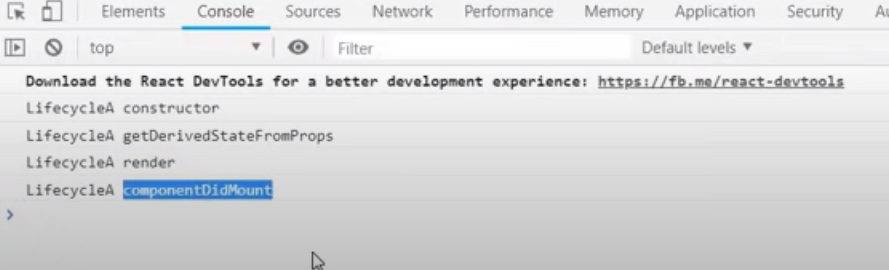 Elements Console Sources Network Performance Memory Application Security
top Filter Default levels ▼
Download the React DevTools for a better development experience: https://fb.me/react-devtools
LifecycleA constructor
LifecycleA getDerivedStateFromProps
LifecycleA render
LifecycleA componentDidMount